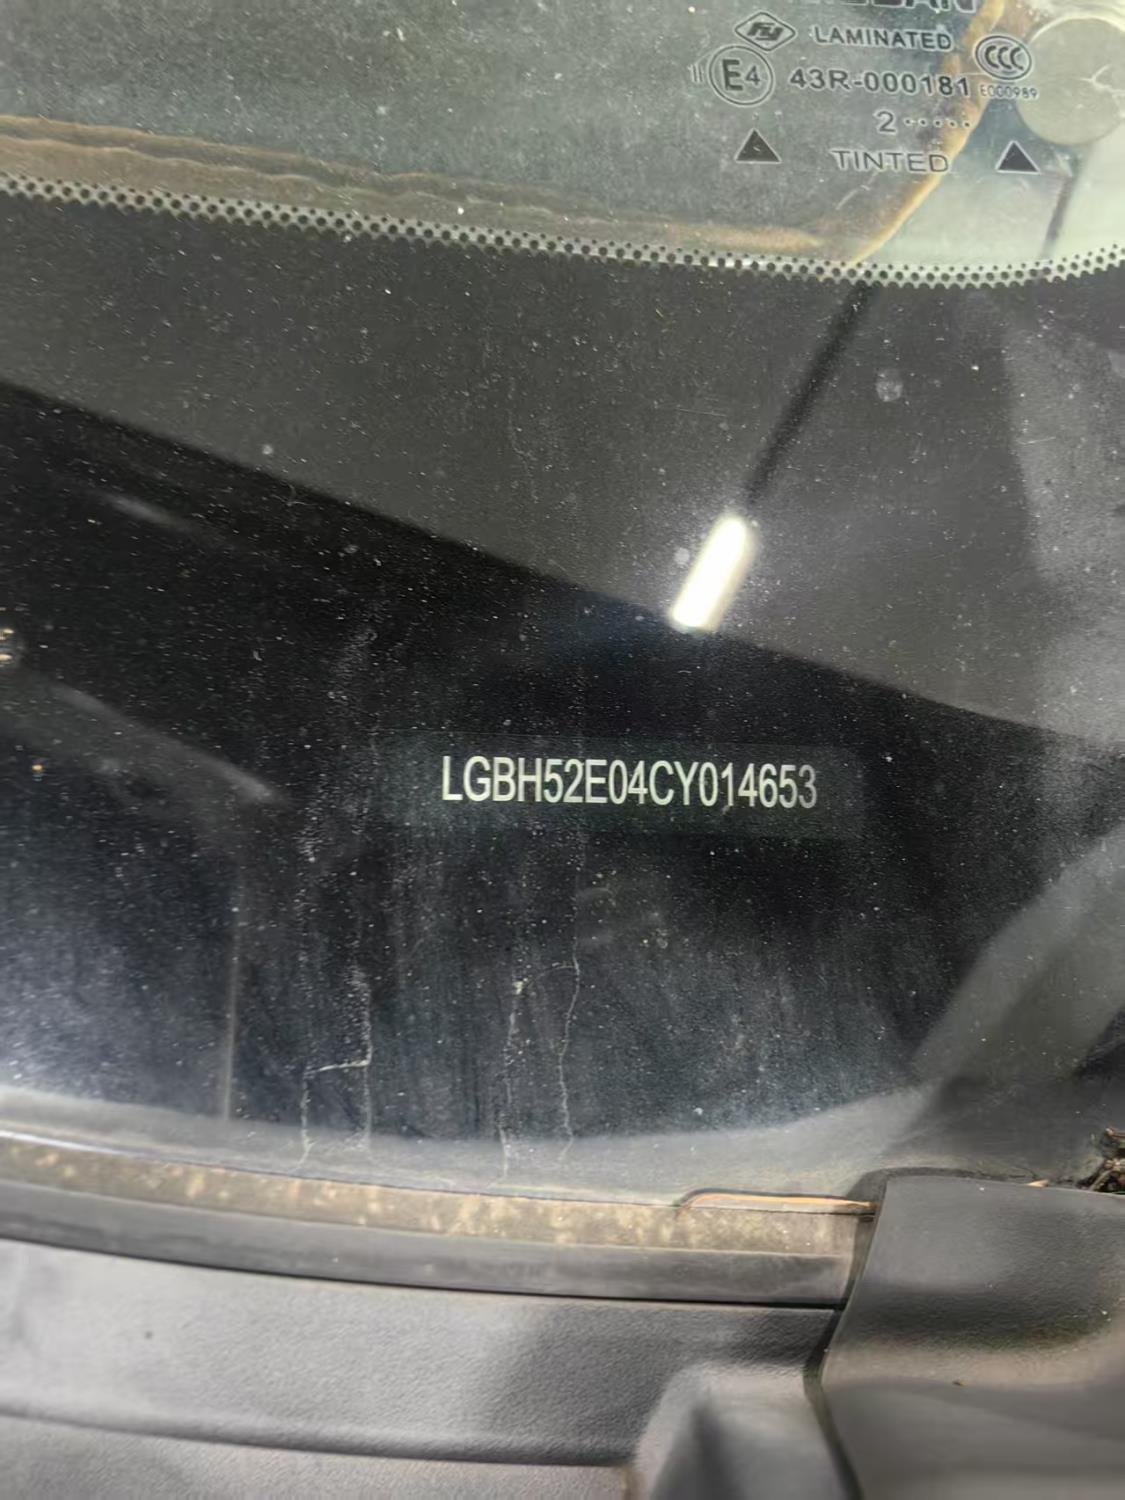 LAMINATED
E4 43R-000181 E000989
2·····
TINTED
LGBH52E04CY014653